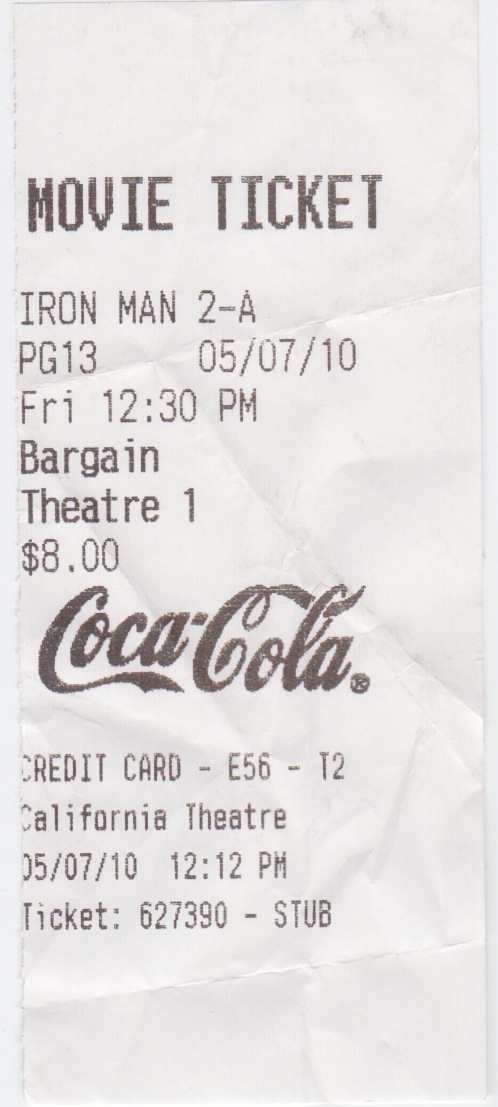 MOVIE TICKET
IRON MAN 2-A
PG13 05/07/10
Fri 12:30 PM
Bargain
Theatre 1
$8.00
Coca-Cola®
CREDIT CARD - E56 - T2
California Theatre
05/07/10 12:12 PM
Ticket: 627390 - STUB